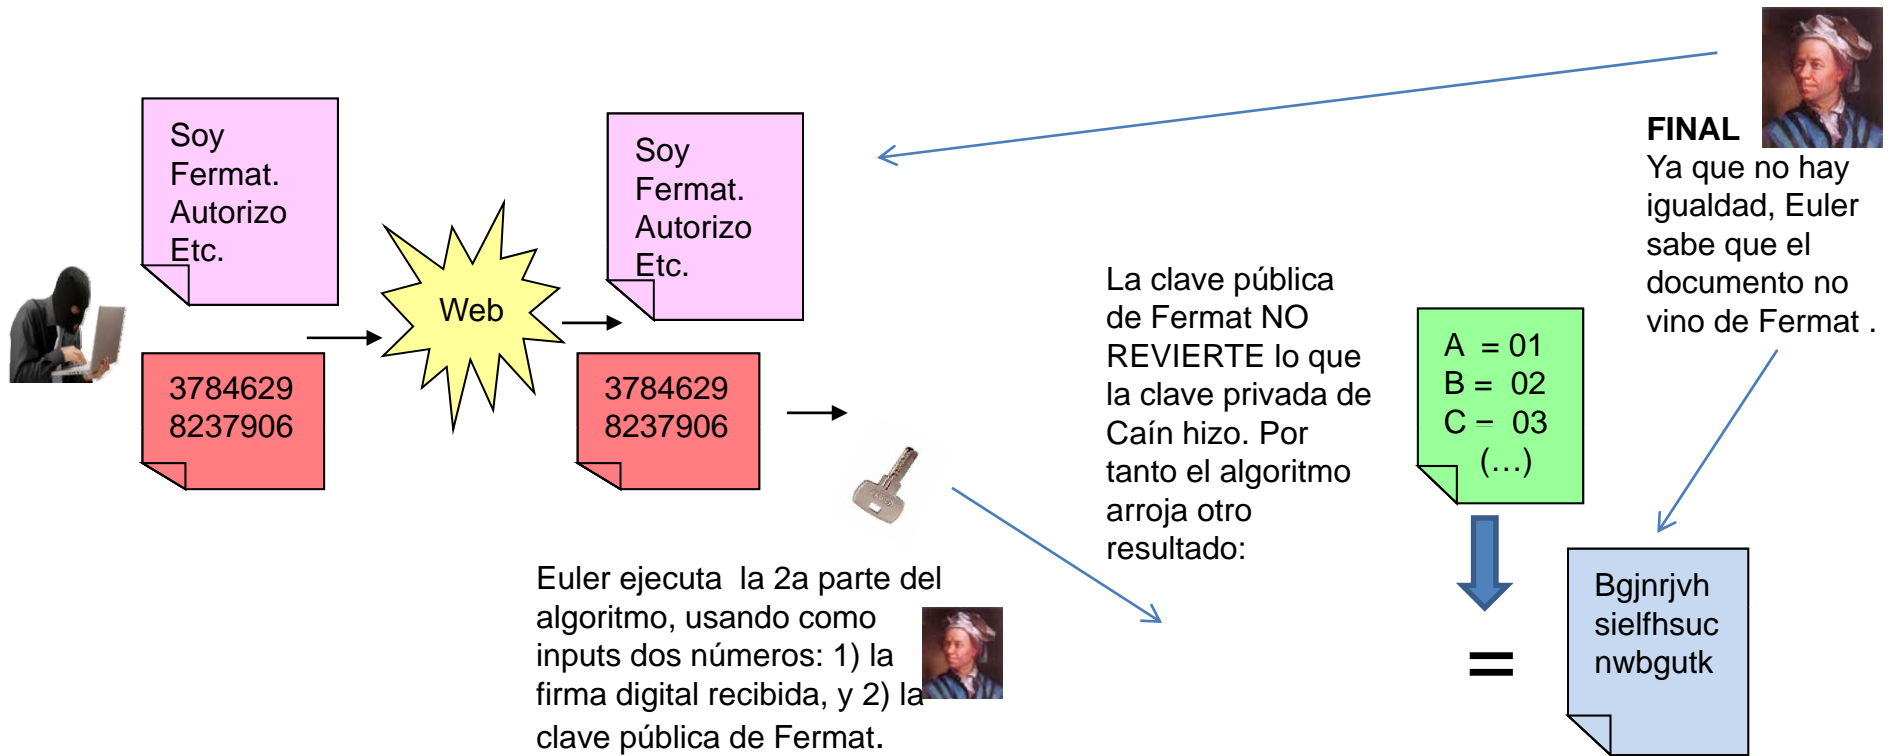 Soy
Fermat.
Autorizo
Etc.
3784629
8237906
Web
Soy
Fermat.
Autorizo
Etc.
3784629
8237906
Euler ejecuta la 2a parte del
algoritmo, usando como
inputs dos números: 1) la
firma digital recibida, y 2) la
clave pública de Fermat.
La clave pública
de Fermat NO
REVIERTE lo que
la clave privada de
Caín hizo. Por
tanto el algoritmo
arroja otro
resultado:
A = 01
B = 02
C = 03
(…)
=
Bgjnrjvh
sielfhsuc
nwbgutk
FINAL
Ya que no hay
igualdad, Euler
sabe que el
documento no
vino de Fermat .